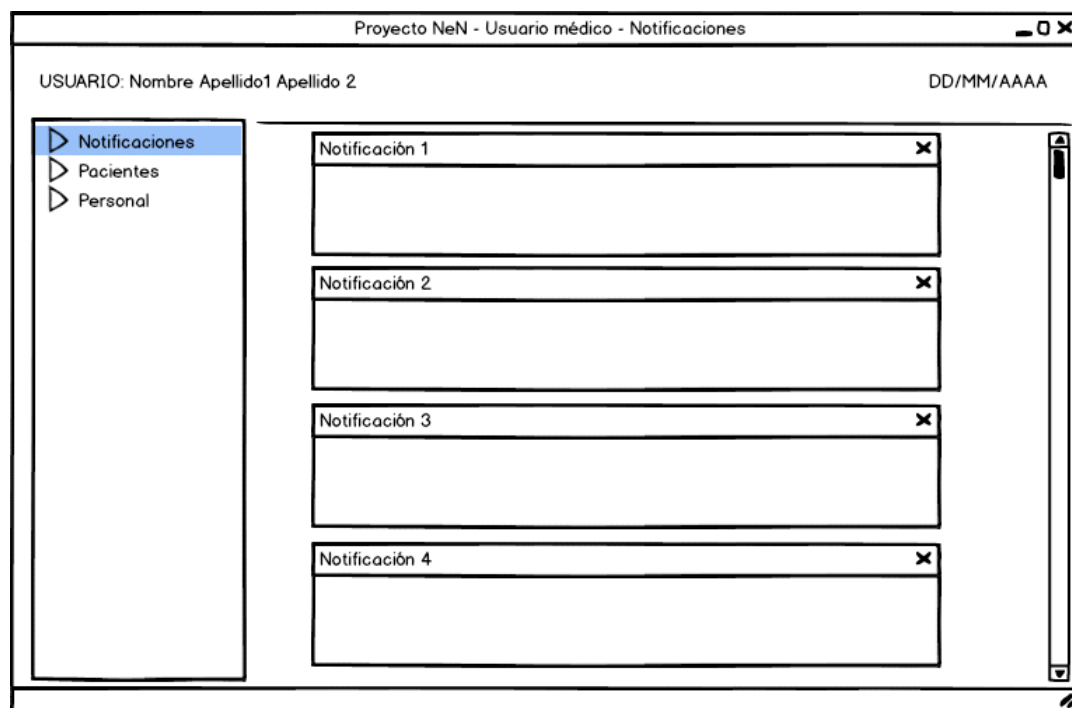 Proyecto NeN - Usuario médico - Notificaciones
USUARIO: Nombre Apellido1 Apellido 2
DD/MM/AAAA
Notificaciones
Pacientes
Personal
Notificación 1
Notificación 2
Notificación 3
Notificación 4